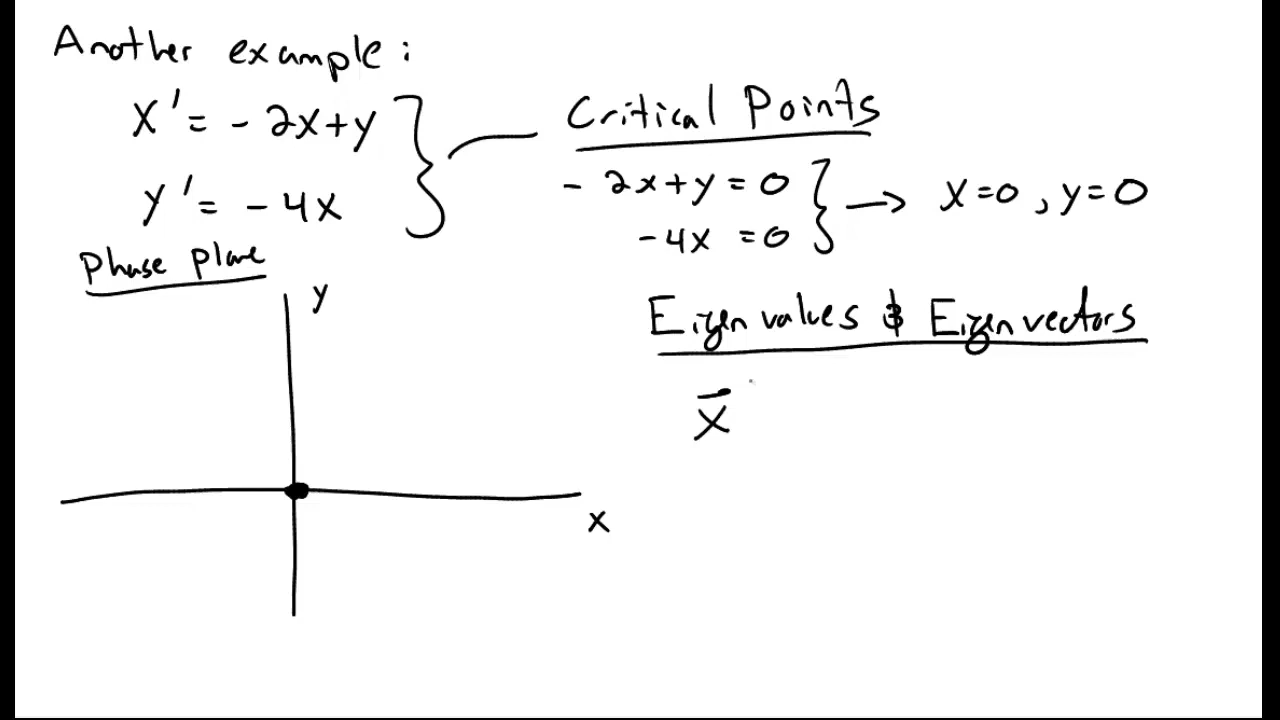 Another example:
x' = - 2x+y
y' = - 4x
Critical Points
- 2x+y = 0
- 4x = 0
→ x=0, y=0
Phase plane
y
x
Eigenvalues & Eigenvectors
x̄